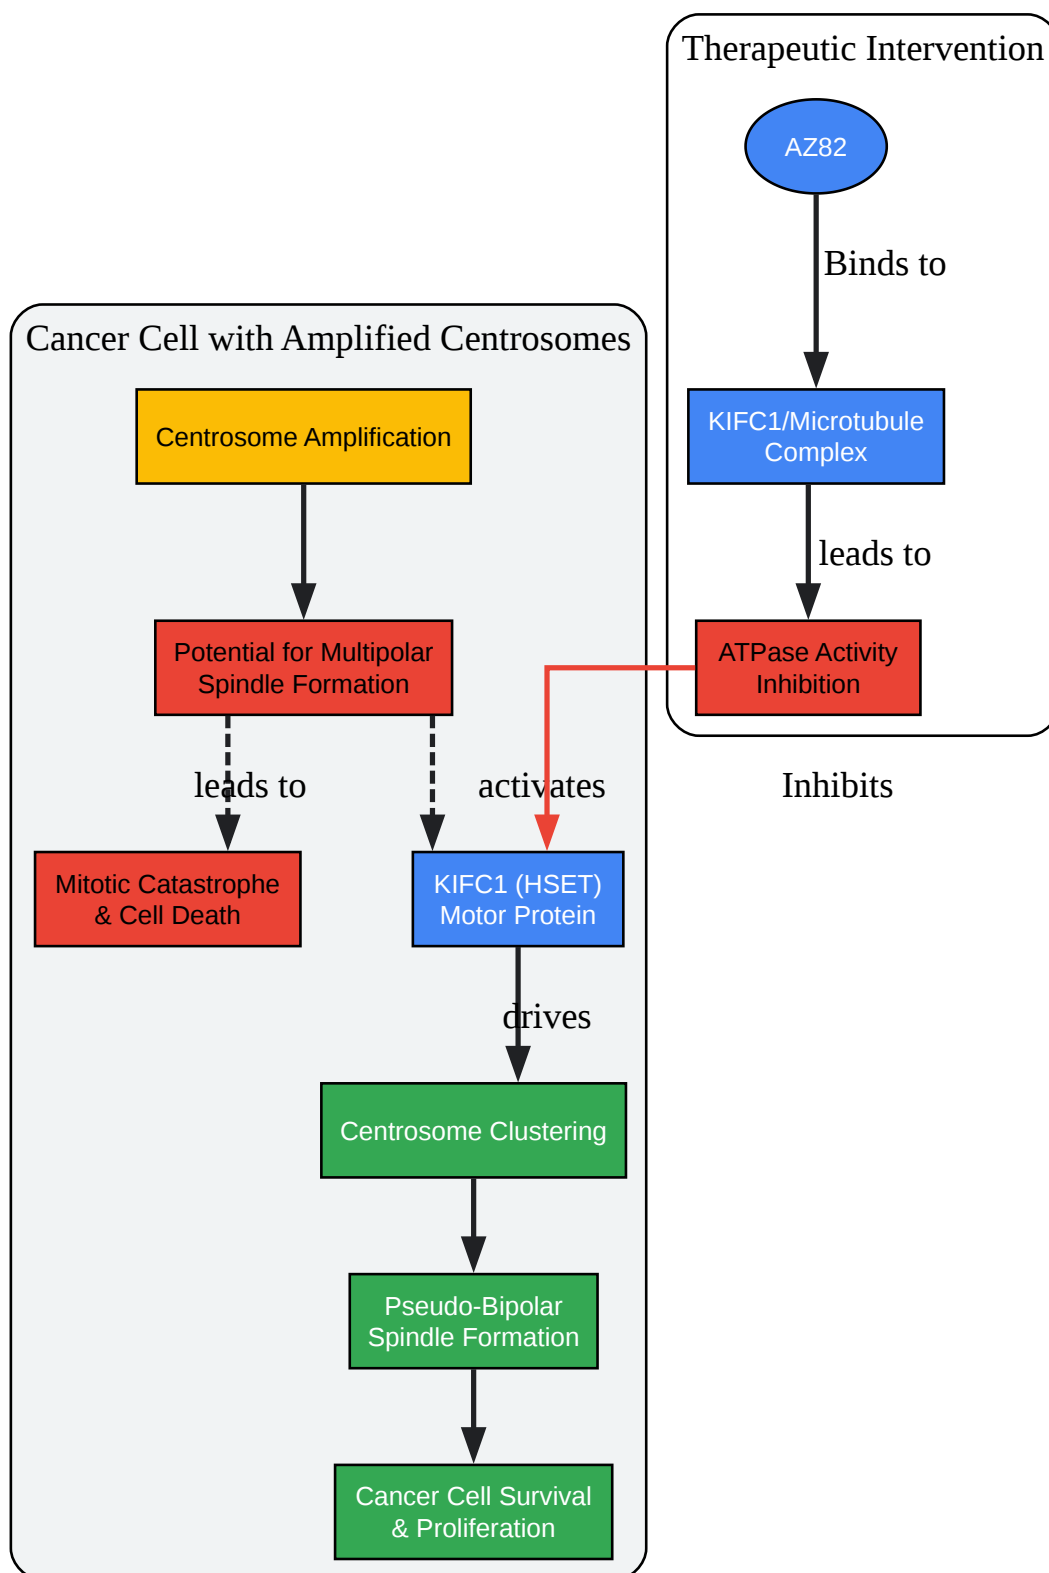 Therapeutic Intervention
AZ82
Binds to
KIFC1/Microtubule
Complex
leads to
ATPase Activity
Inhibition
Inhibits
Cancer Cell with Amplified Centrosomes
Centrosome Amplification
Potential for Multipolar
Spindle Formation
leads to
activates
Mitotic Catastrophe
& Cell Death
KIFC1 (HSET)
Motor Protein
drives
Centrosome Clustering
Pseudo-Bipolar
Spindle Formation
Cancer Cell Survival
& Proliferation